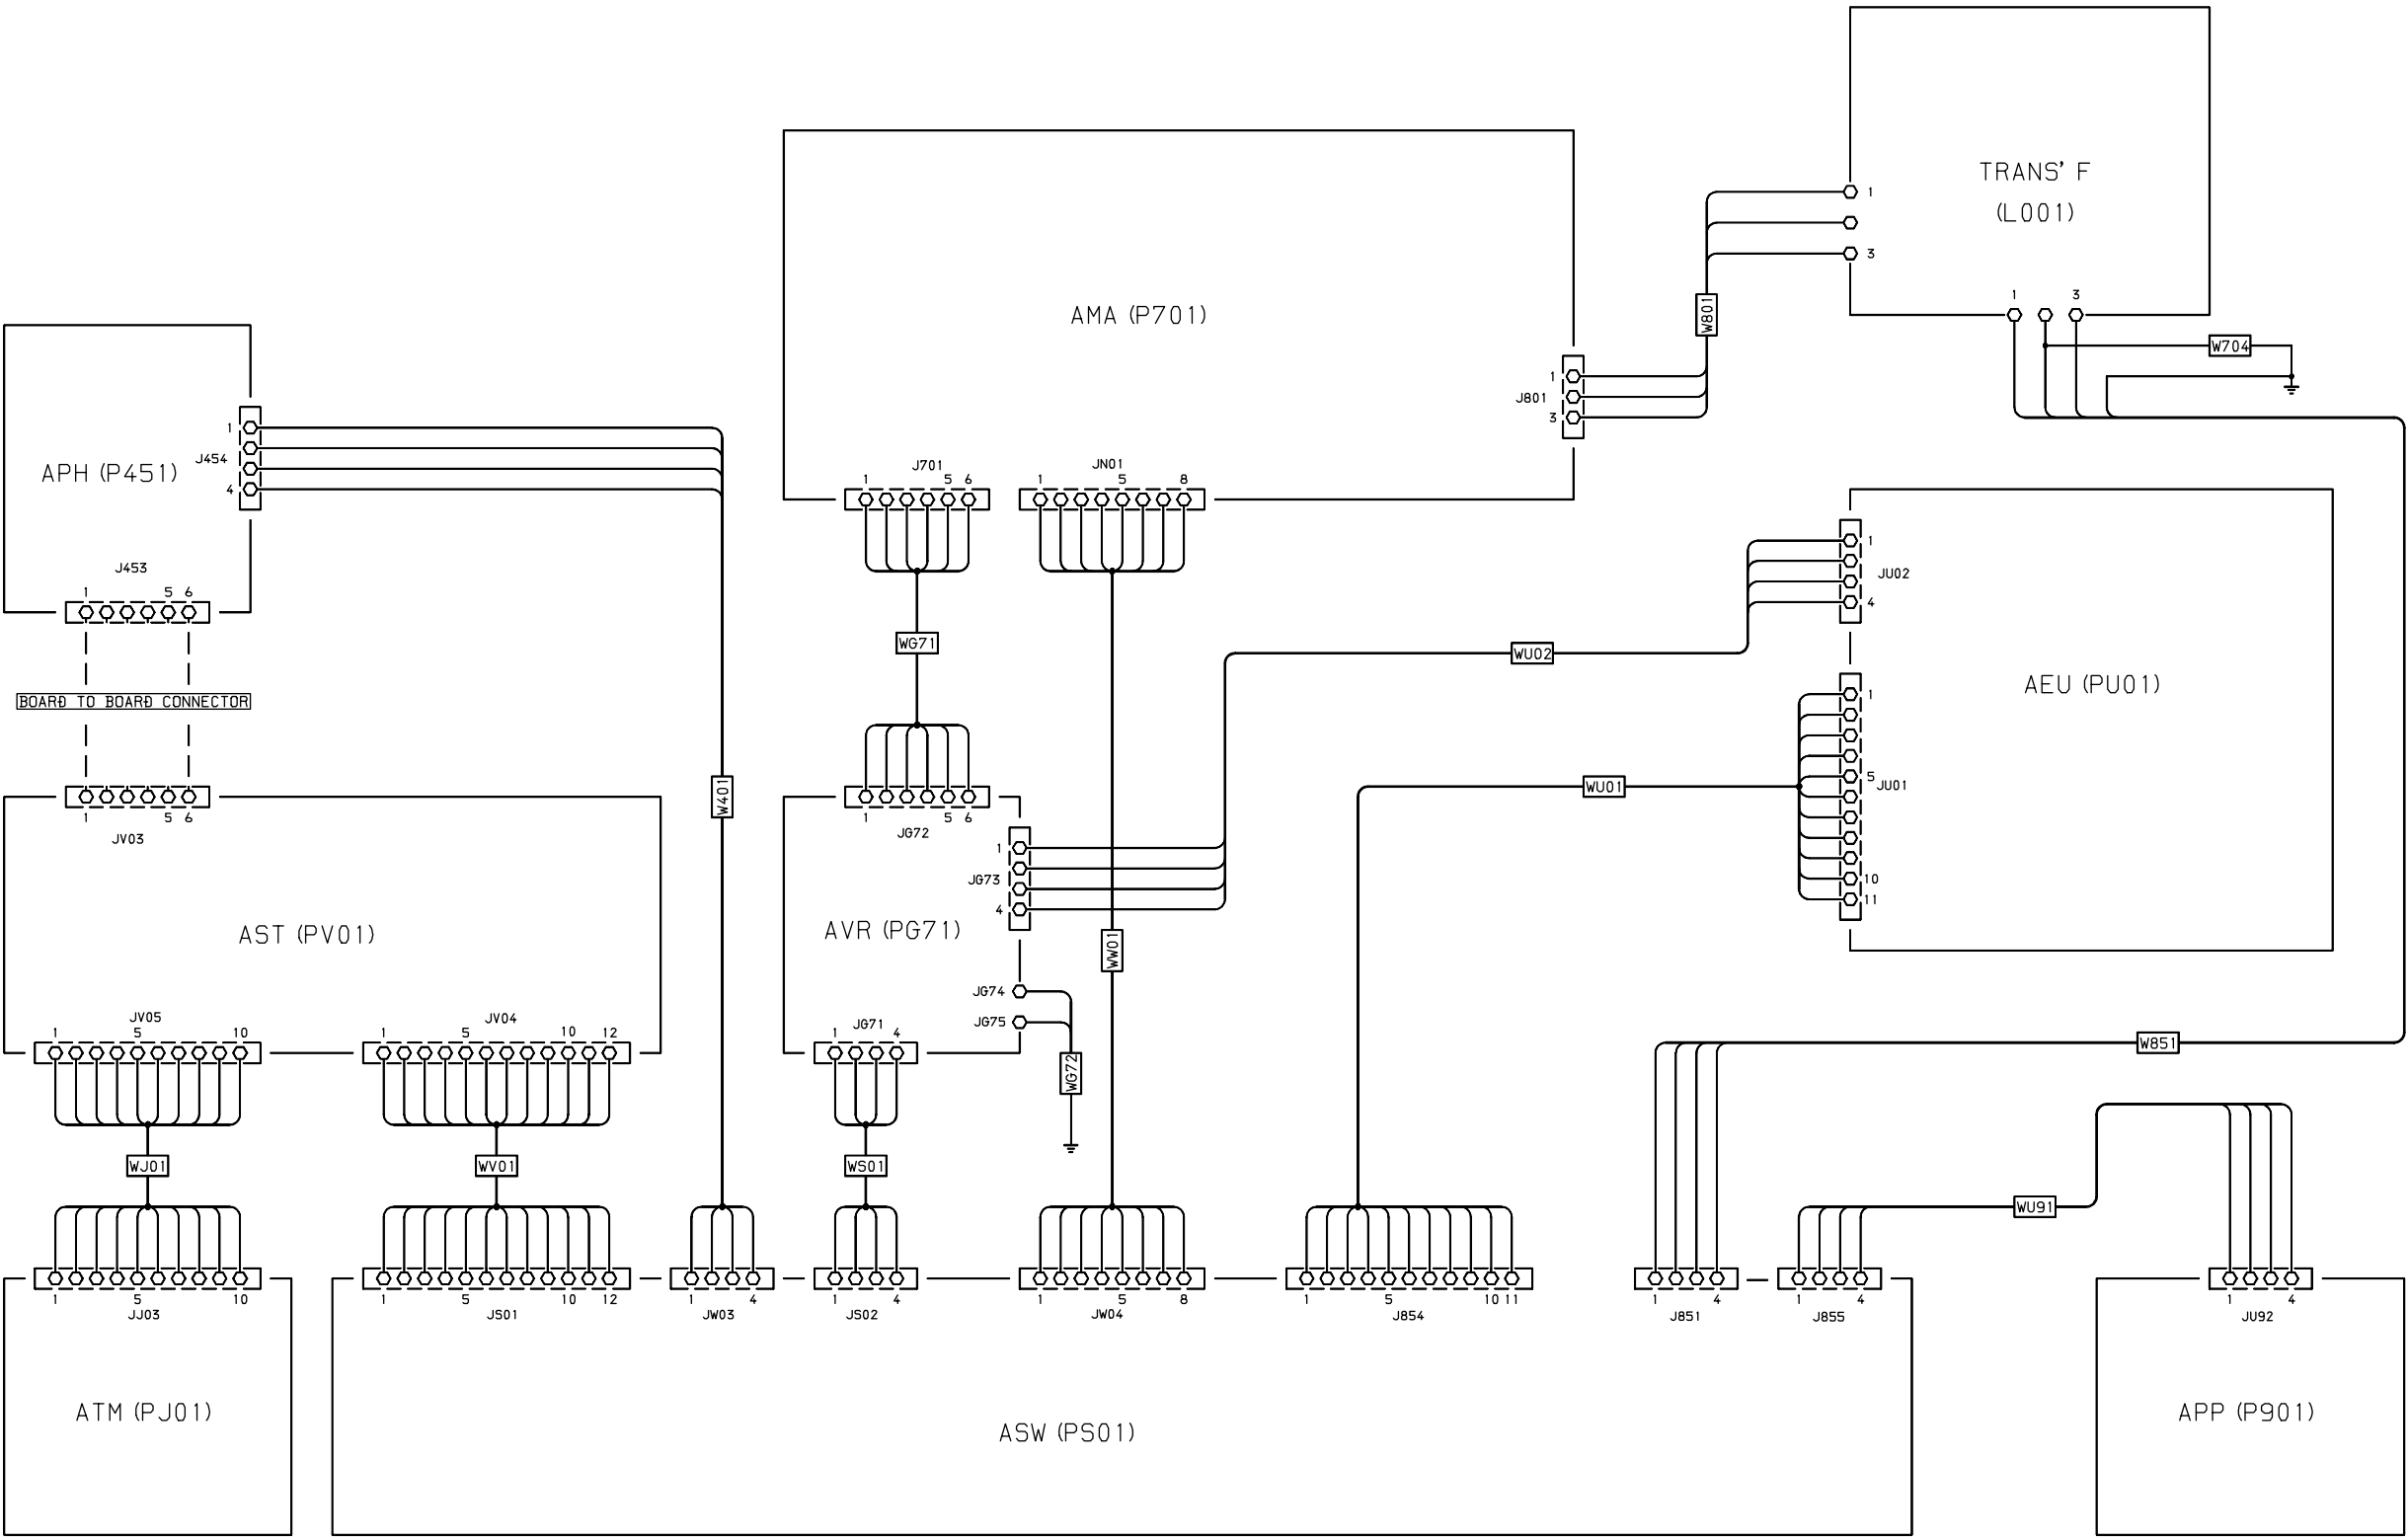 TRANS' F
(L001)
1
3
1
3
W801
W704
AMA (P701)
1
J801
3
J701
1
5
6
JN01
1
5
8
APH (P451)
1
J454
4
J453
1
5
6
BOARD TO BOARD CONNECTOR
WG71
WU02
1
JU02
4
AEU (PU01)
1
5
JU01
10
11
WU01
W401
1
5
6
JV03
AST (PV01)
JV05
1
5
10
JV04
1
5
10
12
1
5
6
JG72
1
JG73
4
AVR (PG71)
JG74
JG75
JG71
1
4
WG72
WW01
W851
WJ01
WV01
WS01
WU91
1
5
10
JJ03
ATM (PJ01)
1
5
10
12
JS01
1
4
JW03
1
4
JS02
1
5
8
JW04
1
5
10
11
J854
1
4
J851
1
4
J855
ASW (PS01)
1
4
JU92
APP (P901)